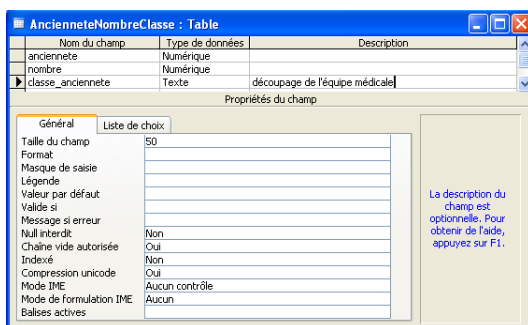 AncienneteNombreClasse : Table
Nom du champ Type de données Description
anciennete Numérique
nombre Numérique
classe_anciennete Texte découpage de l'équipe médicale
Propriétés du champ
Général Liste de choix
Taille du champ 50
Format
Masque de saisie
Légende
Valeur par défaut
Valide si
Message si erreur
Null interdit Non
Chaîne vide autorisée Oui
Indexé Non
Compression unicode Oui
Mode IME Aucun contrôle
Mode de formulation IME Aucun
Balises actives
La description du
champ est
optionnelle. Pour
obtenir de l'aide,
appuyez sur F1.